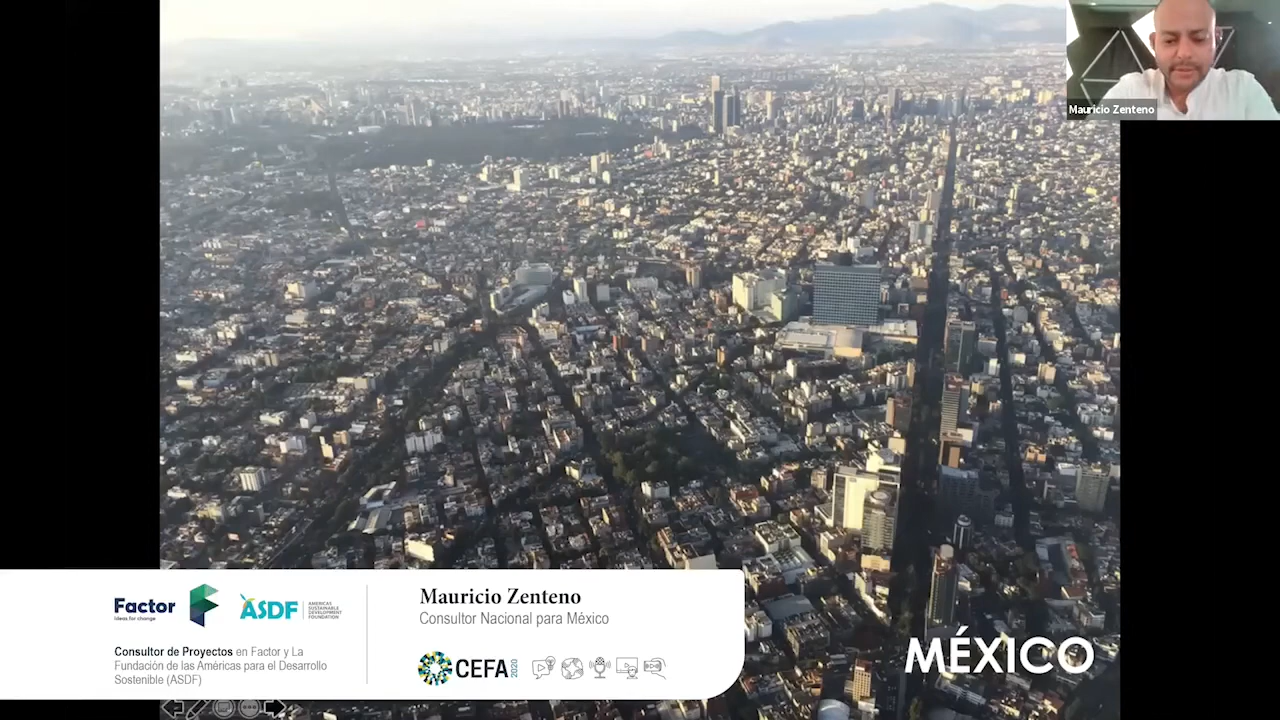 Mauricio Zenteno
Factor
Ideas for change
ASDF
AMERICAS
SUSTAINABLE
DEVELOPMENT
FOUNDATION
Consultor de Proyectos en Factor y La
Fundación de las Américas para el Desarrollo
Sostenible (ASDF)
Mauricio Zenteno
Consultor Nacional para México
CEFA 2020
MÉXICO